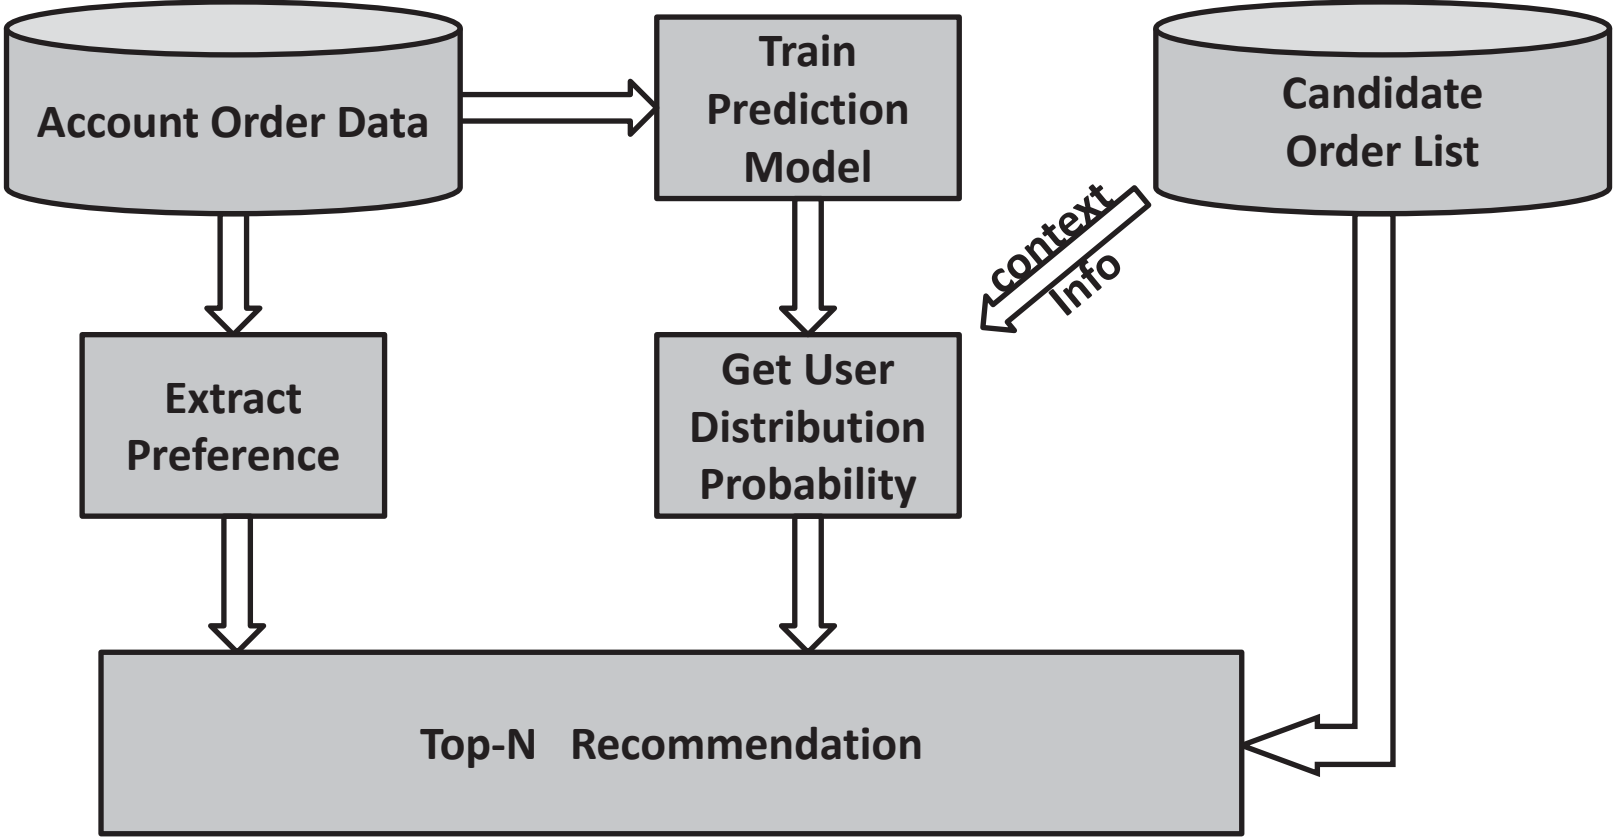 Account Order Data
Train
Prediction
Model
Candidate
Order List
context
Info
Extract
Preference
Get User
Distribution
Probability
Top-N Recommendation